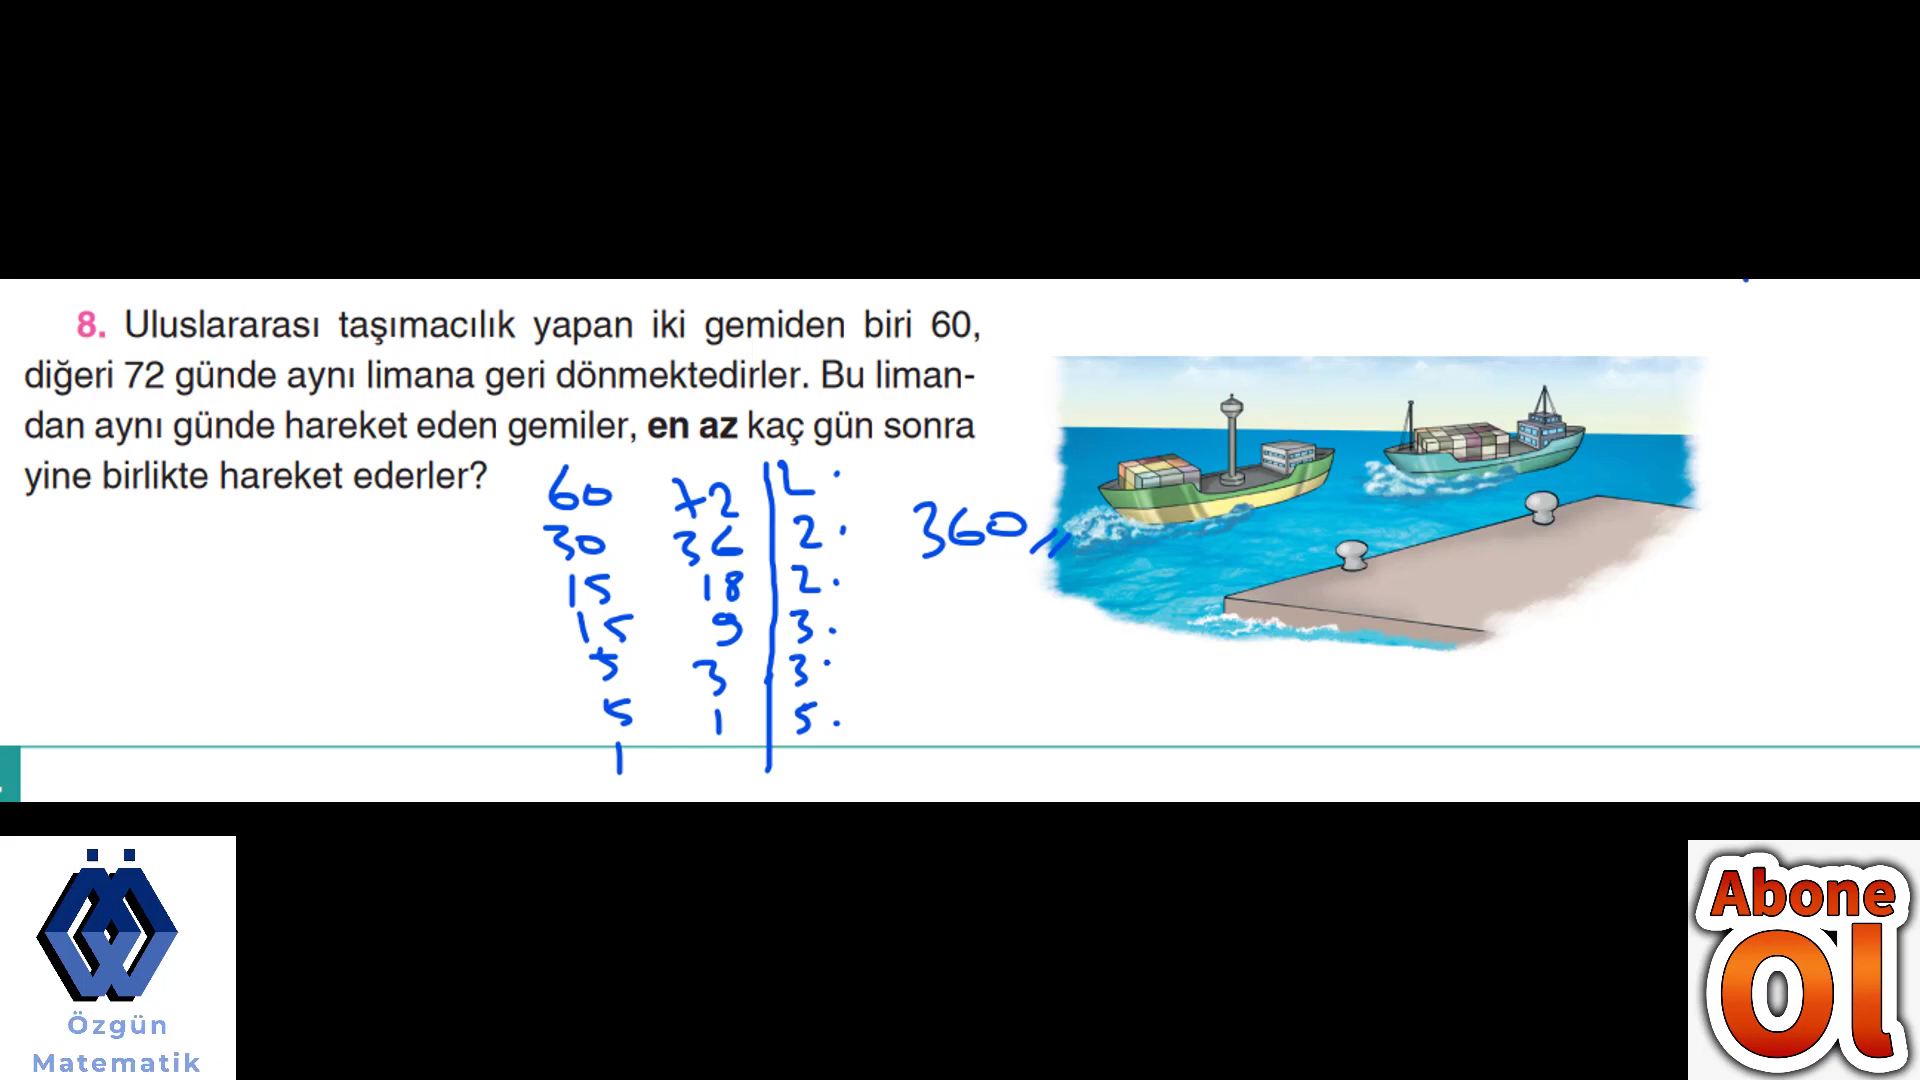 8. Uluslararası taşımacılık yapan iki gemiden biri 60,
diğeri 72 günde aynı limana geri dönmektedirler. Bu liman-
dan aynı günde hareket eden gemiler, en az kaç gün sonra
yine birlikte hareket ederler?
60 72 | 2 .
30 36 | 2 .
15 18 | 2 .
15 9 | 3 .
5 3 | 3 .
5 1 | 5 .
1
360 //
Özgün
Matematik
Abone
Ol